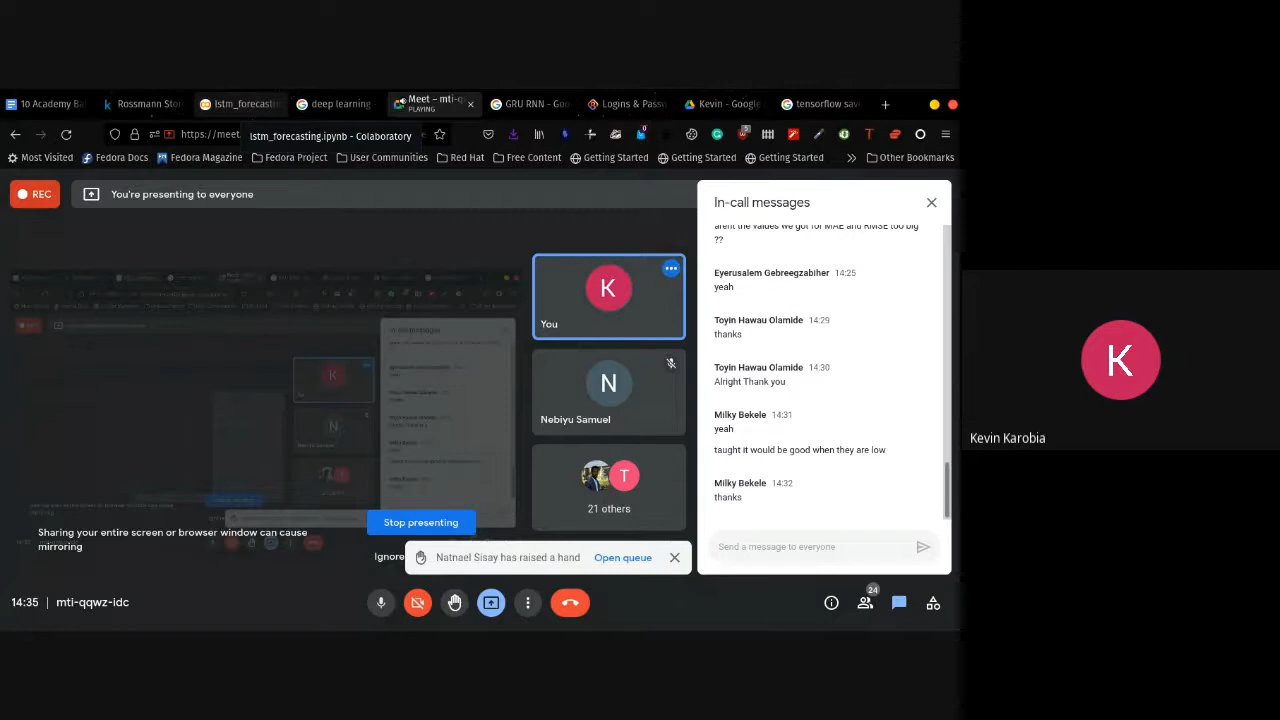 10 Academy Ba
Rossmann Stor
lstm_forecasti
deep learning -
Meet – mti-q
PLAYING
GRU RNN - Goo
Logins & Passw
Kevin - Google
tensorflow sav
https://meet.
lstm_forecasting.ipynb - Colaboratory
Most Visited
Fedora Docs
Fedora Magazine
Fedora Project
User Communities
Red Hat
Free Content
Getting Started
Getting Started
Getting Started
Other Bookmarks
REC
You're presenting to everyone
In-call messages
arent the values we got for MAE and RMSE too big
??
Eyerusalem Gebreegzabiher 14:25
yeah
Toyin Hawau Olamide 14:29
thanks
Toyin Hawau Olamide 14:30
Alright Thank you
Milky Bekele 14:31
yeah
taught it would be good when they are low
Milky Bekele 14:32
thanks
Send a message to everyone
K
You
N
Nebiyu Samuel
T
21 others
Sharing your entire screen or browser window can cause
mirroring
Stop presenting
Ignore
Natnael Sisay has raised a hand
Open queue
14:35 | mti-qqwz-idc
24
K
Kevin Karobia